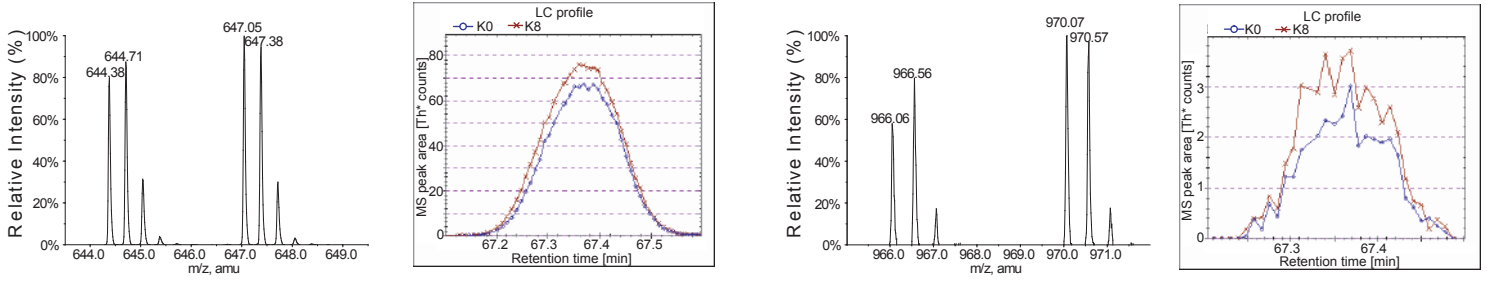 Relative Intensity (%)
100%
80%
60%
40%
20%
0%
644.38
644.71
647.05
647.38
644.0 645.0 646.0 647.0 648.0 649.0
m/z, amu
LC profile
K0 K8
MS peak area [Th* counts]
80
60
40
20
0
67.2 67.3 67.4 67.5
Retention time [min]
Relative Intensity (%)
100%
80%
60%
40%
20%
0%
966.06
966.56
970.07
970.57
966.0 967.0 968.0 969.0 970.0 971.0
m/z, amu
LC profile
K0 K8
MS peak area [Th* counts]
3
2
1
0
67.3 67.4
Retention time [min]